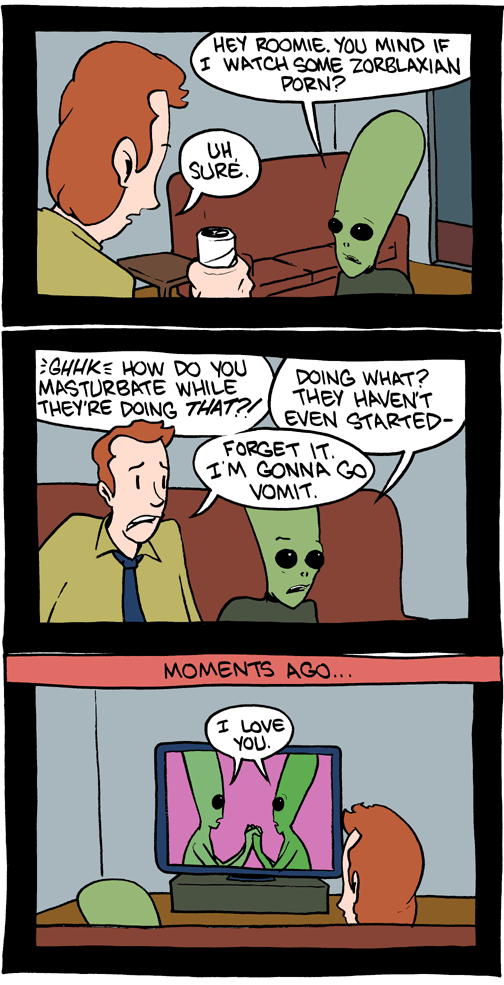 HEY ROOMIE. YOU MIND IF
I WATCH SOME ZORBLAXIAN
PORN?
UH,
SURE.
GHHK HOW DO YOU
MASTURBATE WHILE
THEY'RE DOING THAT?!
DOING WHAT?
THEY HAVEN'T
EVEN STARTED-
FORGET IT.
I'M GONNA GO
VOMIT.
MOMENTS AGO...
I LOVE
YOU.